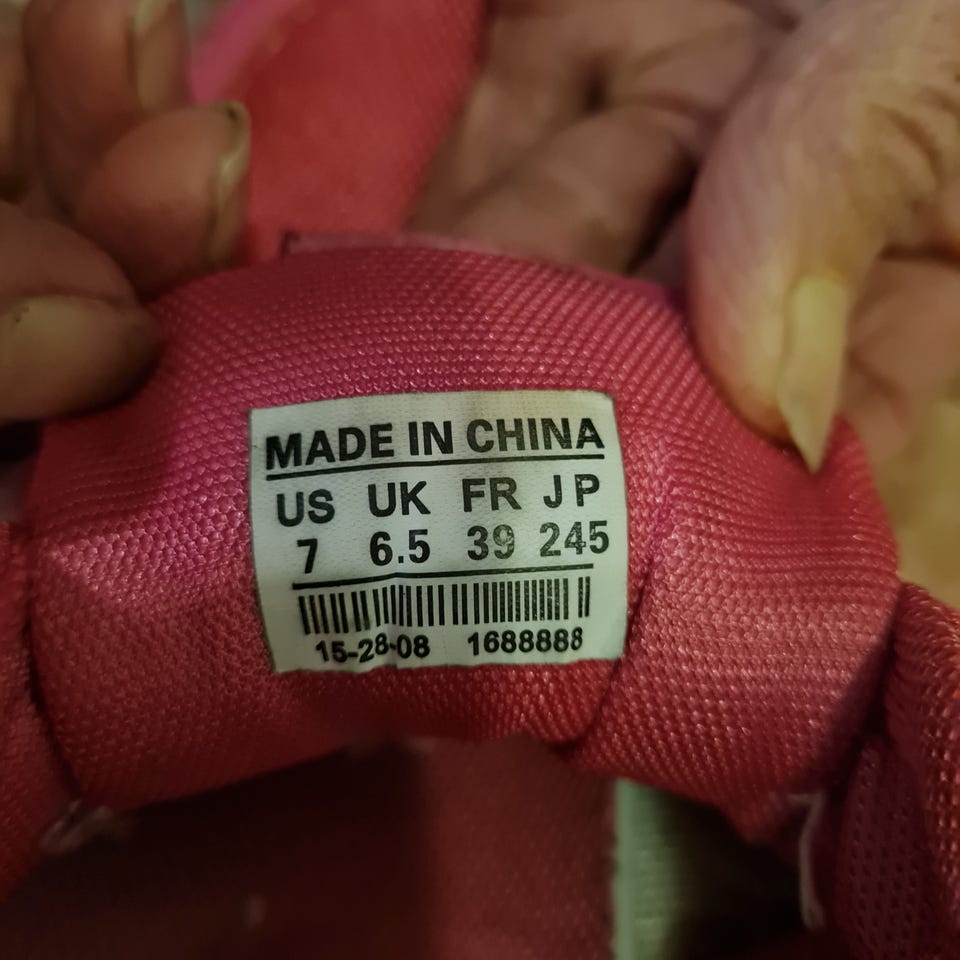 MADE IN CHINA
US UK FR JP
7 6.5 39 245
15-28-08 1688888